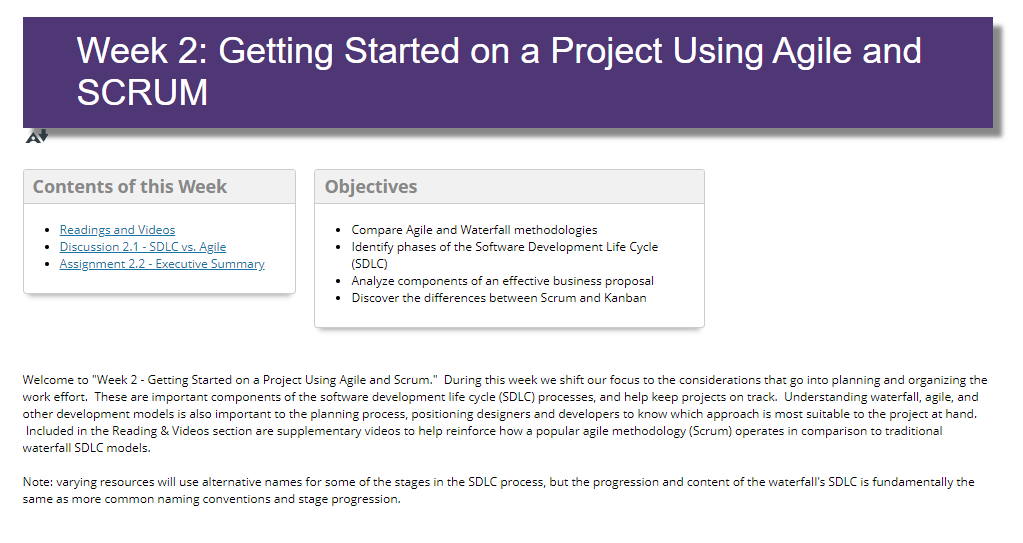 Week 2: Getting Started on a Project Using Agile and
SCRUM
Contents of this Week
Readings and Videos
Discussion 2.1 - SDLC vs. Agile
Assignment 2.2 - Executive Summary
Objectives
Compare Agile and Waterfall methodologies
Identify phases of the Software Development Life Cycle
(SDLC)
Analyze components of an effective business proposal
Discover the differences between Scrum and Kanban
Welcome to "Week 2 - Getting Started on a Project Using Agile and Scrum."  During this week we shift our focus to the considerations that go into planning and organizing the
work effort.  These are important components of the software development life cycle (SDLC) processes, and help keep projects on track.  Understanding waterfall, agile, and
other development models is also important to the planning process, positioning designers and developers to know which approach is most suitable to the project at hand.
Included in the Reading & Videos section are supplementary videos to help reinforce how a popular agile methodology (Scrum) operates in comparison to traditional
waterfall SDLC models.
Note: varying resources will use alternative names for some of the stages in the SDLC process, but the progression and content of the waterfall's SDLC is fundamentally the
same as more common naming conventions and stage progression.